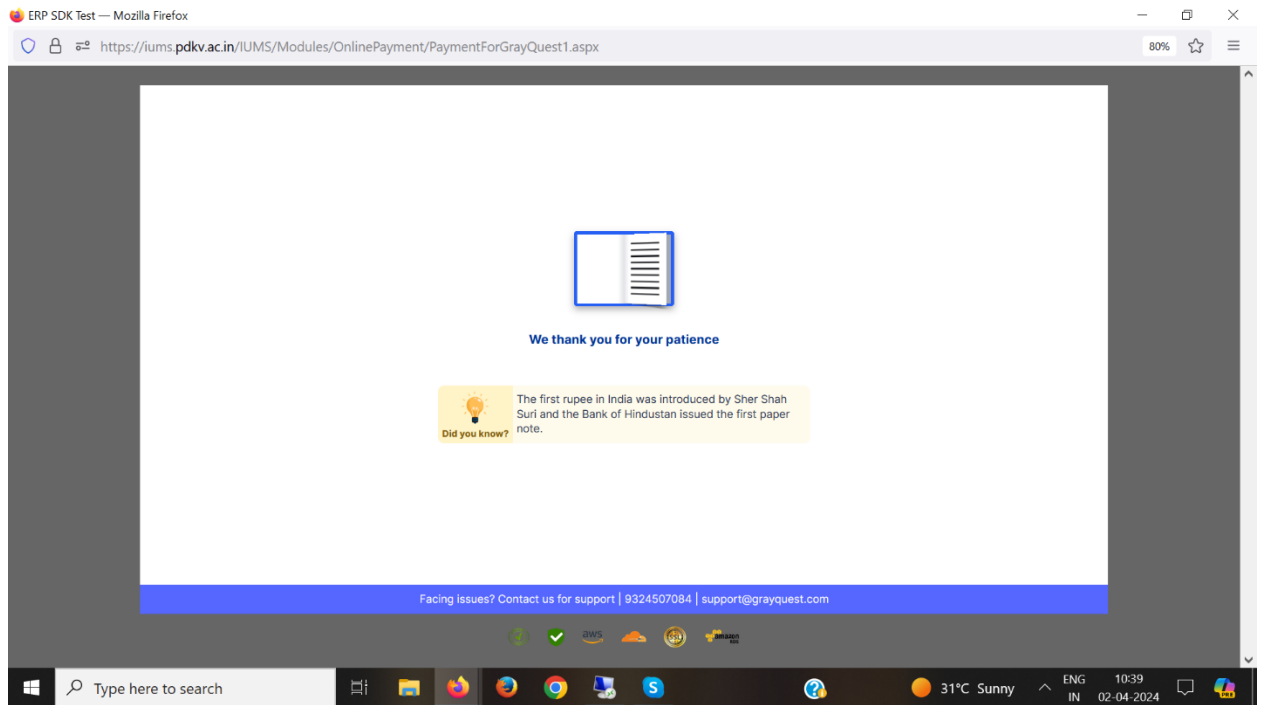 ERP SDK Test — Mozilla Firefox
https://iums.pdkv.ac.in/IUMS/Modules/OnlinePayment/PaymentForGrayQuest1.aspx
80%
We thank you for your patience
The first rupee in India was introduced by Sher Shah
Suri and the Bank of Hindustan issued the first paper
note.
Did you know?
Facing issues? Contact us for support | 9324507084 | support@grayquest.com
aws
amazon
Type here to search
31°C Sunny
ENG
IN
10:39
02-04-2024